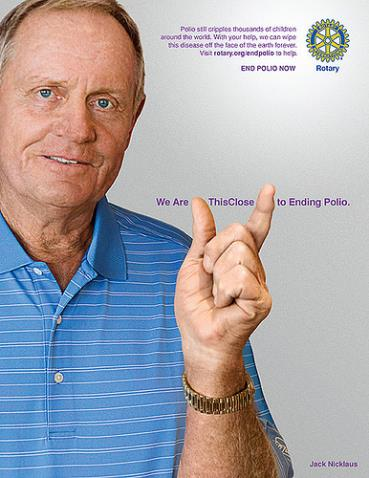 Polio still cripples thousands of children
around the world. With your help, we can wipe
this disease off the face of the earth forever.
Visit rotary.org/endpolio to help.
END POLIO NOW
Rotary
We Are ThisClose to Ending Polio.
Jack Nicklaus